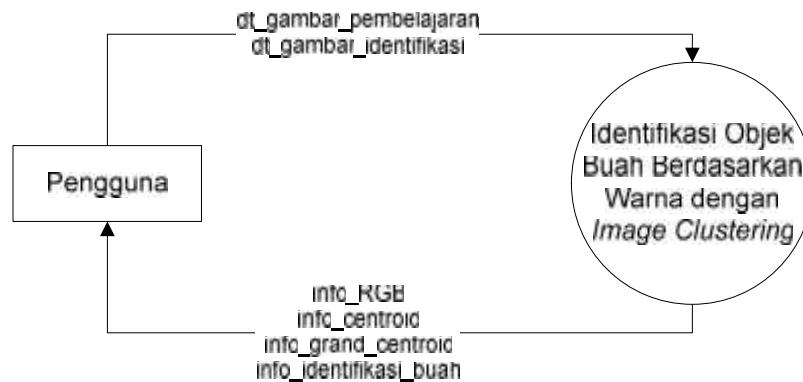 dt_gambar_pembelajaran
dt_gambar_identifikasi
Pengguna
Identifikasi Objek
Buah Berdasarkan
Warna dengan
Image Clustering
info_RGB
info_centroid
info_grand_centroid
info_identifikasi_buah